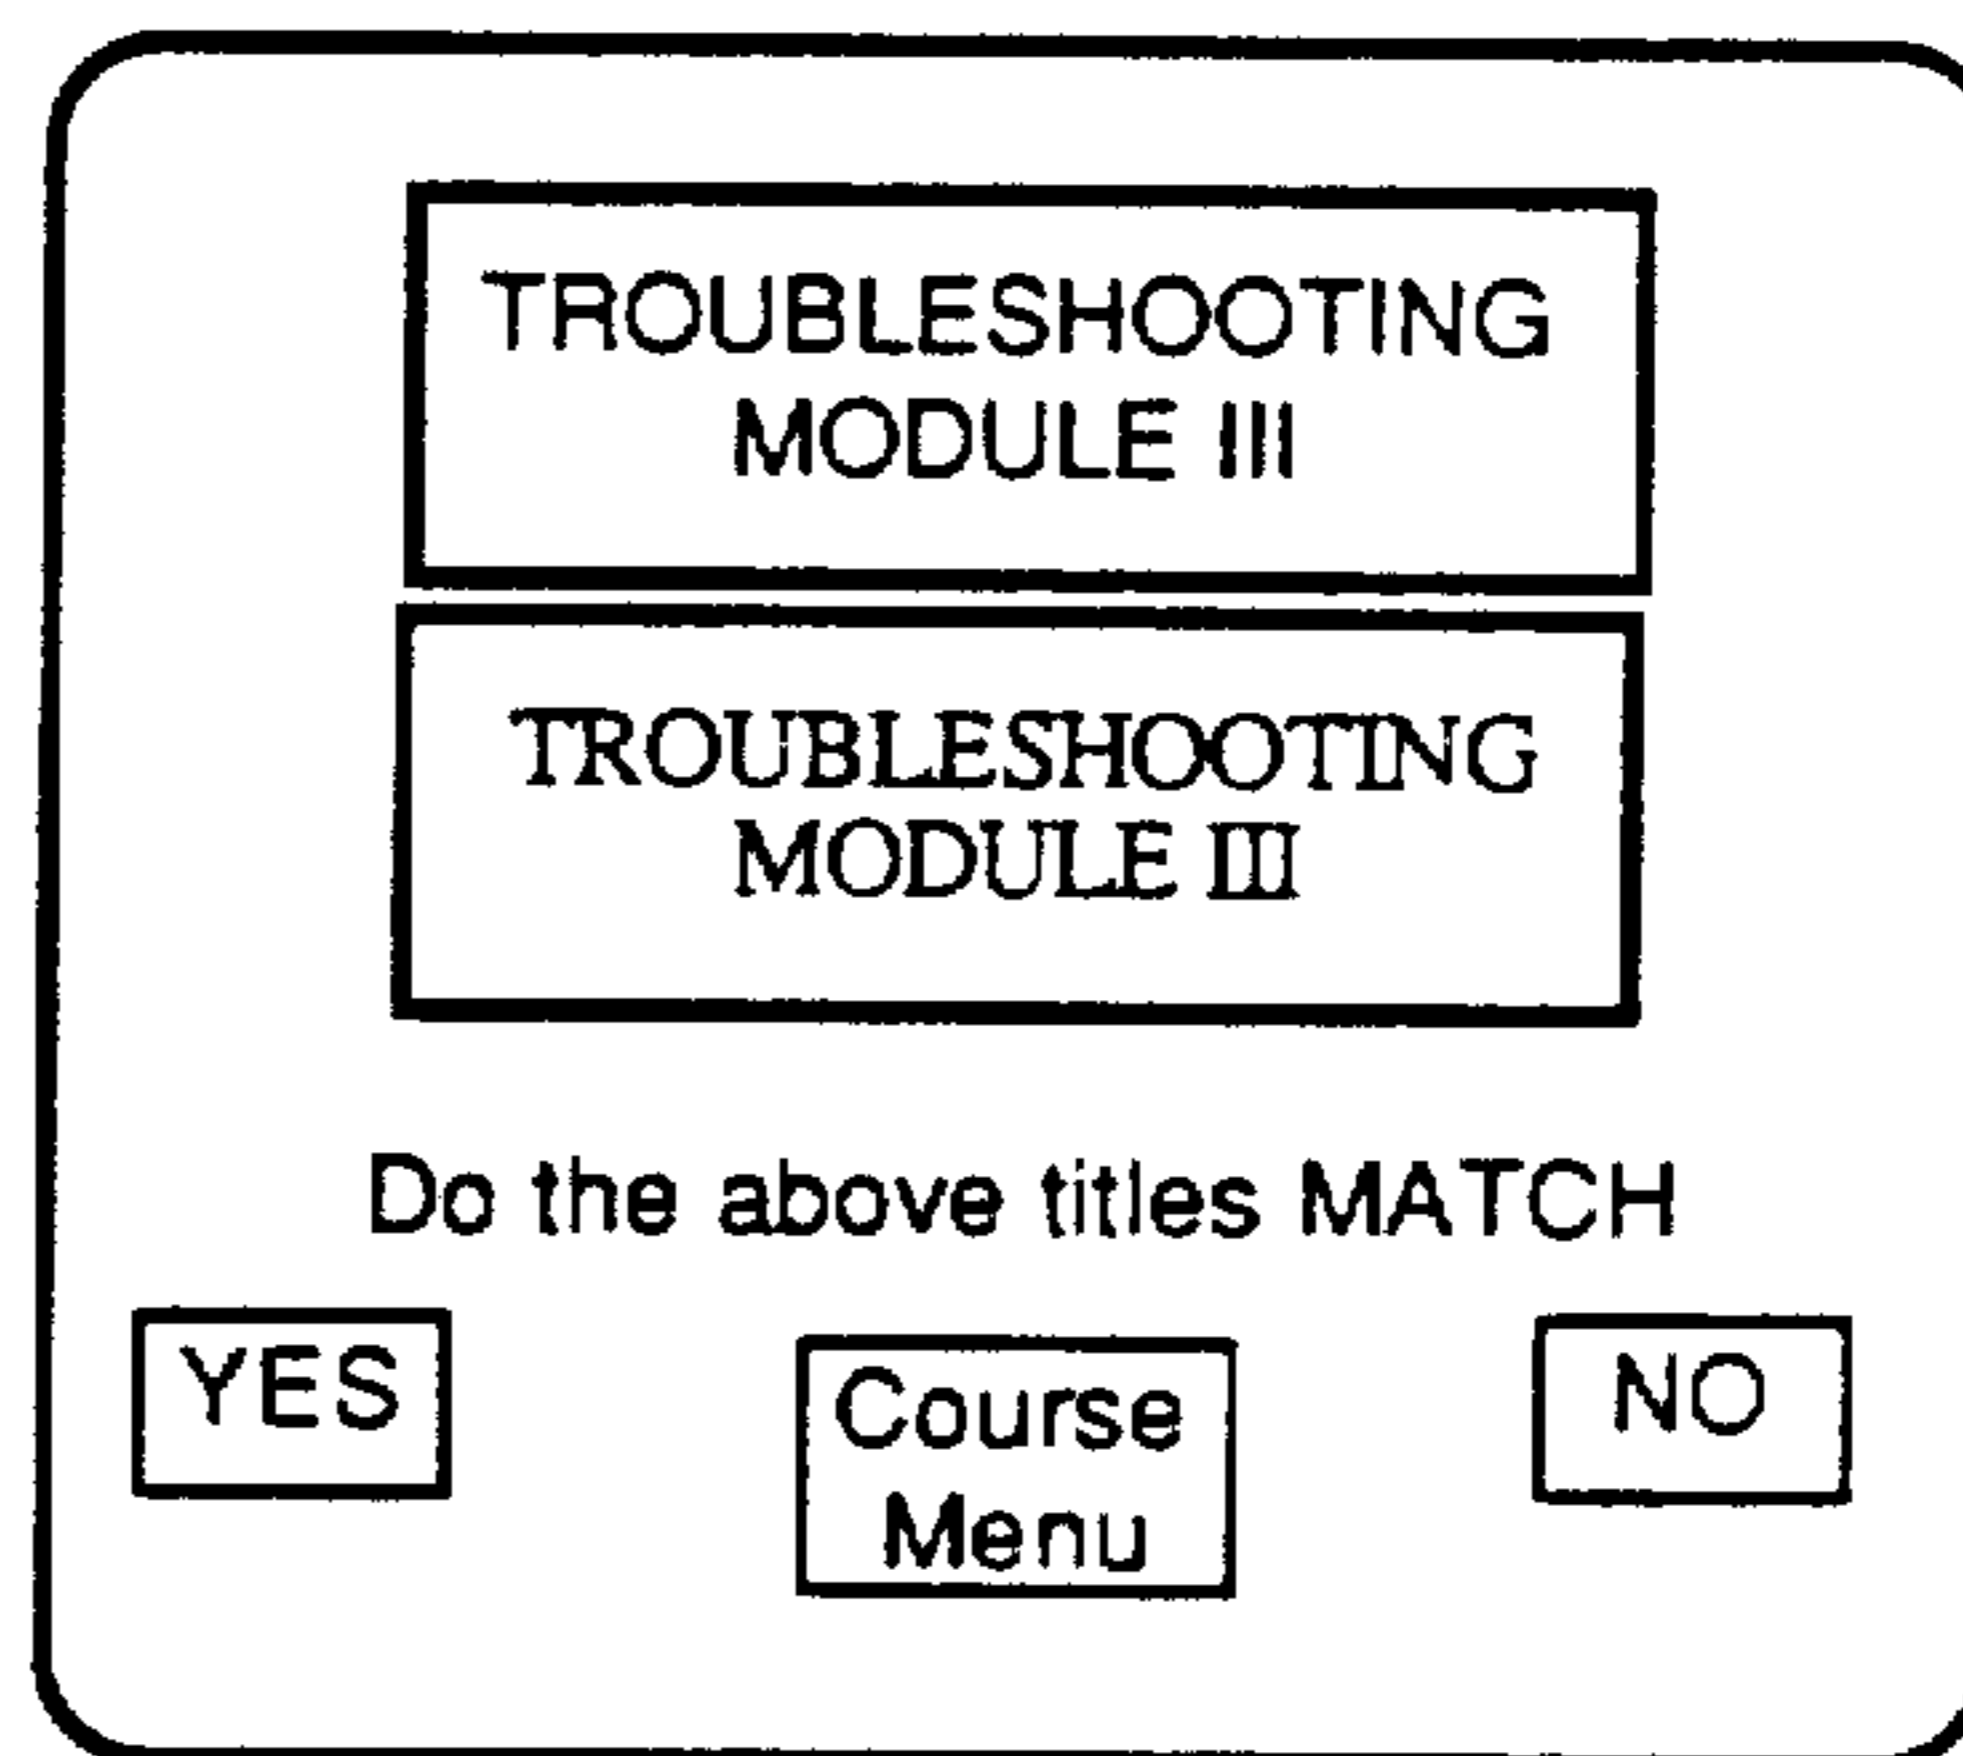 TROUBLESHOOTING
MODULE III
TROUBLESHOOTING
MODULE III
Do the above titles MATCH
YES
Course
Menu
NO